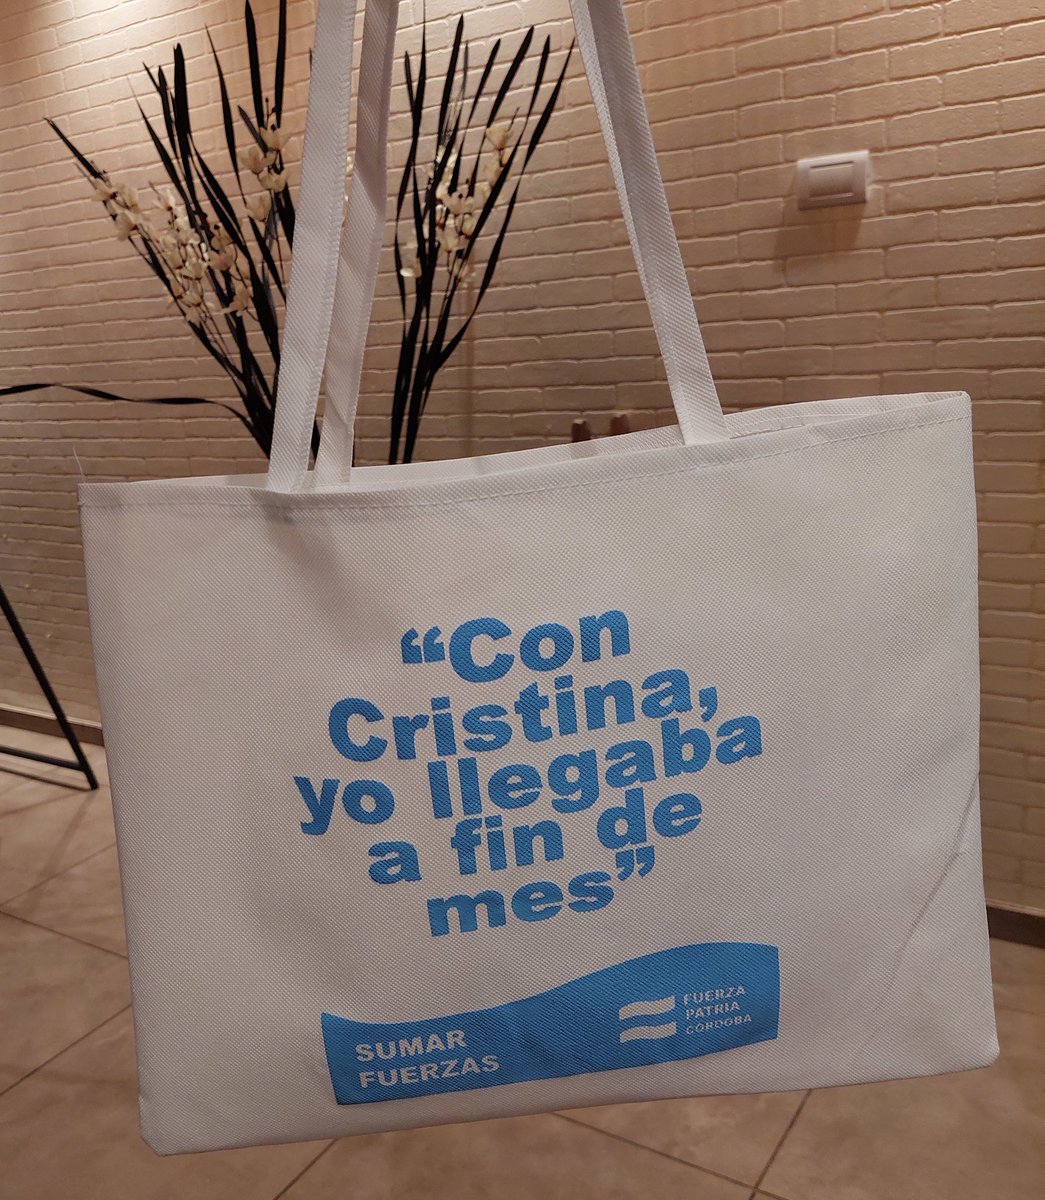 “Con
Cristina,
yo llegaba
a fin de
mes”
SUMAR
FUERZAS
FUERZA
PATRIA
CÓRDOBA